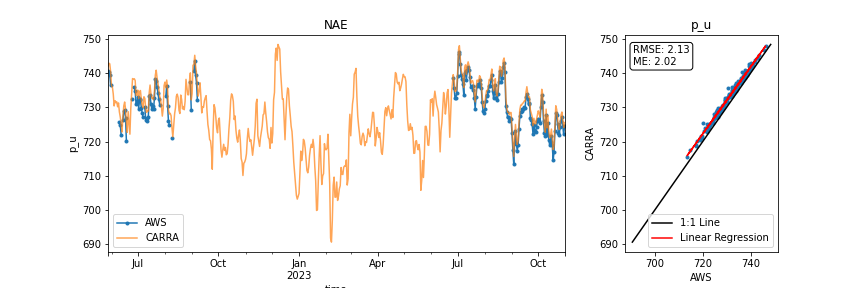 NAE
p_u
750
740
730
720
710
700
690
p_u
AWS
CARRA
Jul
Oct
Jan
2023
Apr
Jul
Oct
time
p_u
RMSE: 2.13
ME: 2.02
750
740
730
720
710
700
690
CARRA
1:1 Line
Linear Regression
700
720
740
AWS